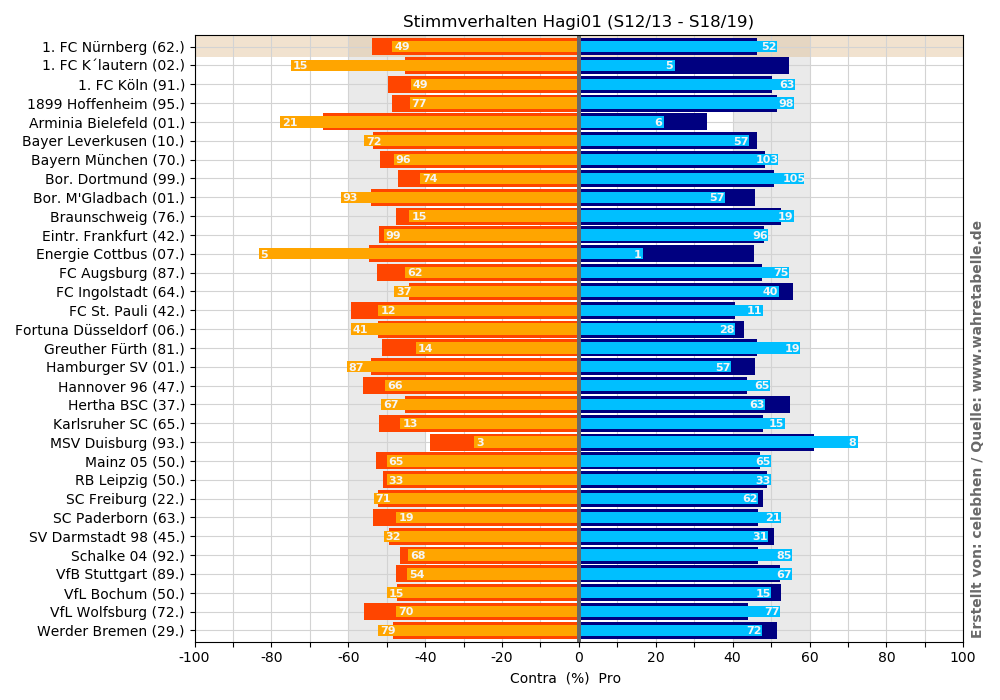 Stimmverhalten Hagi01 (S12/13 - S18/19)
1. FC Nürnberg (62.) 49 52
1. FC K´lautern (02.) 15 5
1. FC Köln (91.) 49 63
1899 Hoffenheim (95.) 77 98
Arminia Bielefeld (01.) 21 6
Bayer Leverkusen (10.) 72 57
Bayern München (70.) 96 103
Bor. Dortmund (99.) 74 105
Bor. M'Gladbach (01.) 93 57
Braunschweig (76.) 15 19
Eintr. Frankfurt (42.) 99 96
Energie Cottbus (07.) 5 1
FC Augsburg (87.) 62 75
FC Ingolstadt (64.) 37 40
FC St. Pauli (42.) 12 11
Fortuna Düsseldorf (06.) 41 28
Greuther Fürth (81.) 14 19
Hamburger SV (01.) 87 57
Hannover 96 (47.) 66 65
Hertha BSC (37.) 67 63
Karlsruher SC (65.) 13 15
MSV Duisburg (93.) 3 8
Mainz 05 (50.) 65 65
RB Leipzig (50.) 33 33
SC Freiburg (22.) 71 62
SC Paderborn (63.) 19 21
SV Darmstadt 98 (45.) 32 31
Schalke 04 (92.) 68 85
VfB Stuttgart (89.) 54 67
VfL Bochum (50.) 15 15
VfL Wolfsburg (72.) 70 77
Werder Bremen (29.) 79 72
-100 -80 -60 -40 -20 0 20 40 60 80 100
Contra (%) Pro
Erstellt von: celebhen / Quelle: www.wahretabelle.de